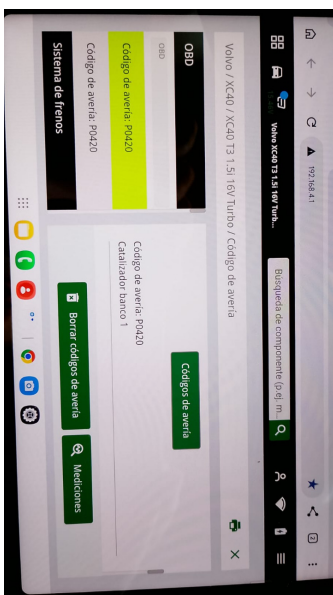 192.168.4.1
2
Volvo XC40 T3 1.5i 16V Turb...
Búsqueda de componente (p.ej. m...
Volvo / XC40 / XC40 T3 1.5i 16V Turbo / Código de avería
OBD
OBD
Código de avería: P0420
Código de avería: P0420
Sistema de frenos
Códigos de avería
Código de avería: P0420
Catalizador banco 1
Borrar códigos de avería
Mediciones